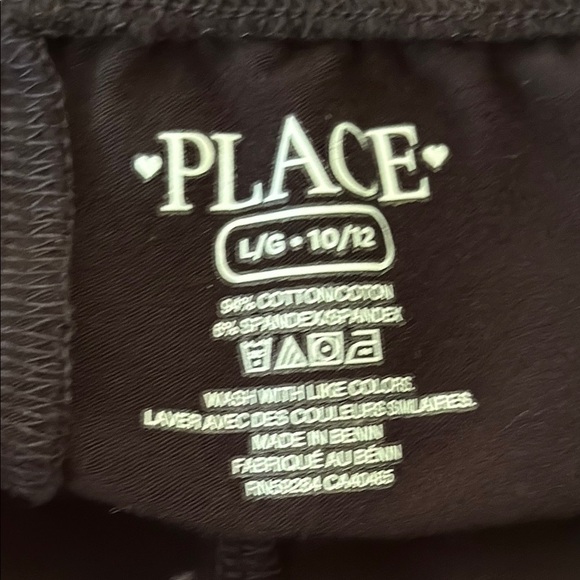 PLACE
L/G • 10/12
94% COTTON/COTON
6% SPANDEX/SPANDEX
WASH WITH LIKE COLORS.
LAVER AVEC DES COULEURS SIMILAIRES.
MADE IN BENIN
FABRIQUÉ AU BÉNIN